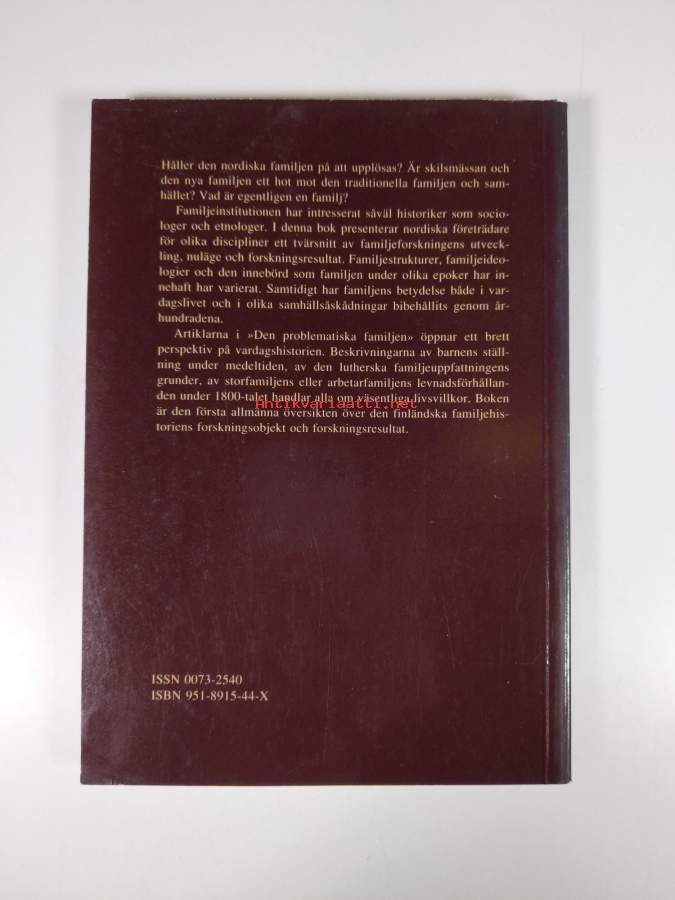 Håller den nordiska familjen på att upplösas? Är skilsmässan och
den nya familjen ett hot mot den traditionella familjen och sam-
hället? Vad är egentligen en familj?
Familjeinstitutionen har intresserat såväl historiker som socio-
loger och etnologer. I denna bok presenterar nordiska företrädare
för olika discipliner ett tvärsnitt av familjeforskningens utveck-
ling, nuläge och forskningsresultat. Familjestrukturer, familjeideo-
logier och den innebörd som familjen under olika epoker har in-
nehaft har varierat. Samtidigt har familjens betydelse både i var-
dagslivet och i olika samhällsåskådningar bibehållits genom år-
hundradena.
Artiklarna i »Den problematiska familjen» öppnar ett brett
perspektiv på vardagshistorien. Beskrivningarna av barnens ställ-
ning under medeltiden, av den lutherska familjeuppfattningens
grunder, av storfamiljens eller arbetarfamiljens levnadsförhållan-
den under 1800-talet handlar alla om väsentliga livsvillkor. Boken
Antikvariaatti.net
är den första allmänna översikten över den finländska familjehis-
toriens forskningsobjekt och forskningsresultat.
ISSN 0073-2540
ISBN 951-8915-44-X